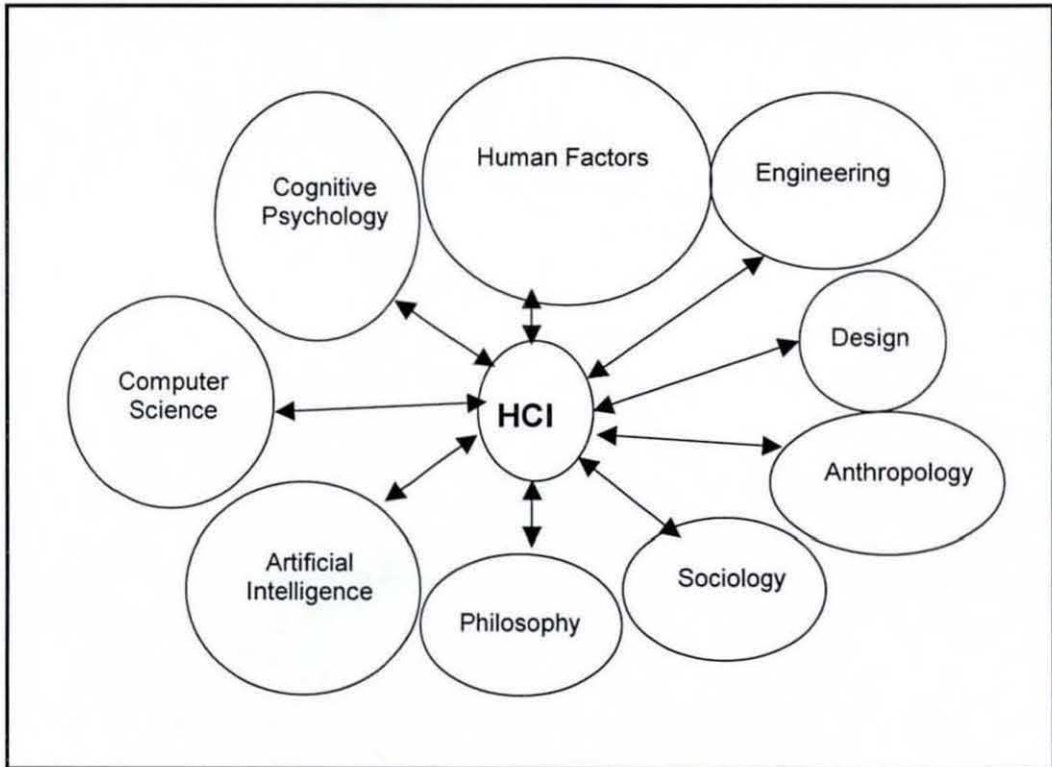 Human Factors
Engineering
Cognitive
Psychology
Design
Computer
Science
HCI
Anthropology
Artificial
Intelligence
Sociology
Philosophy